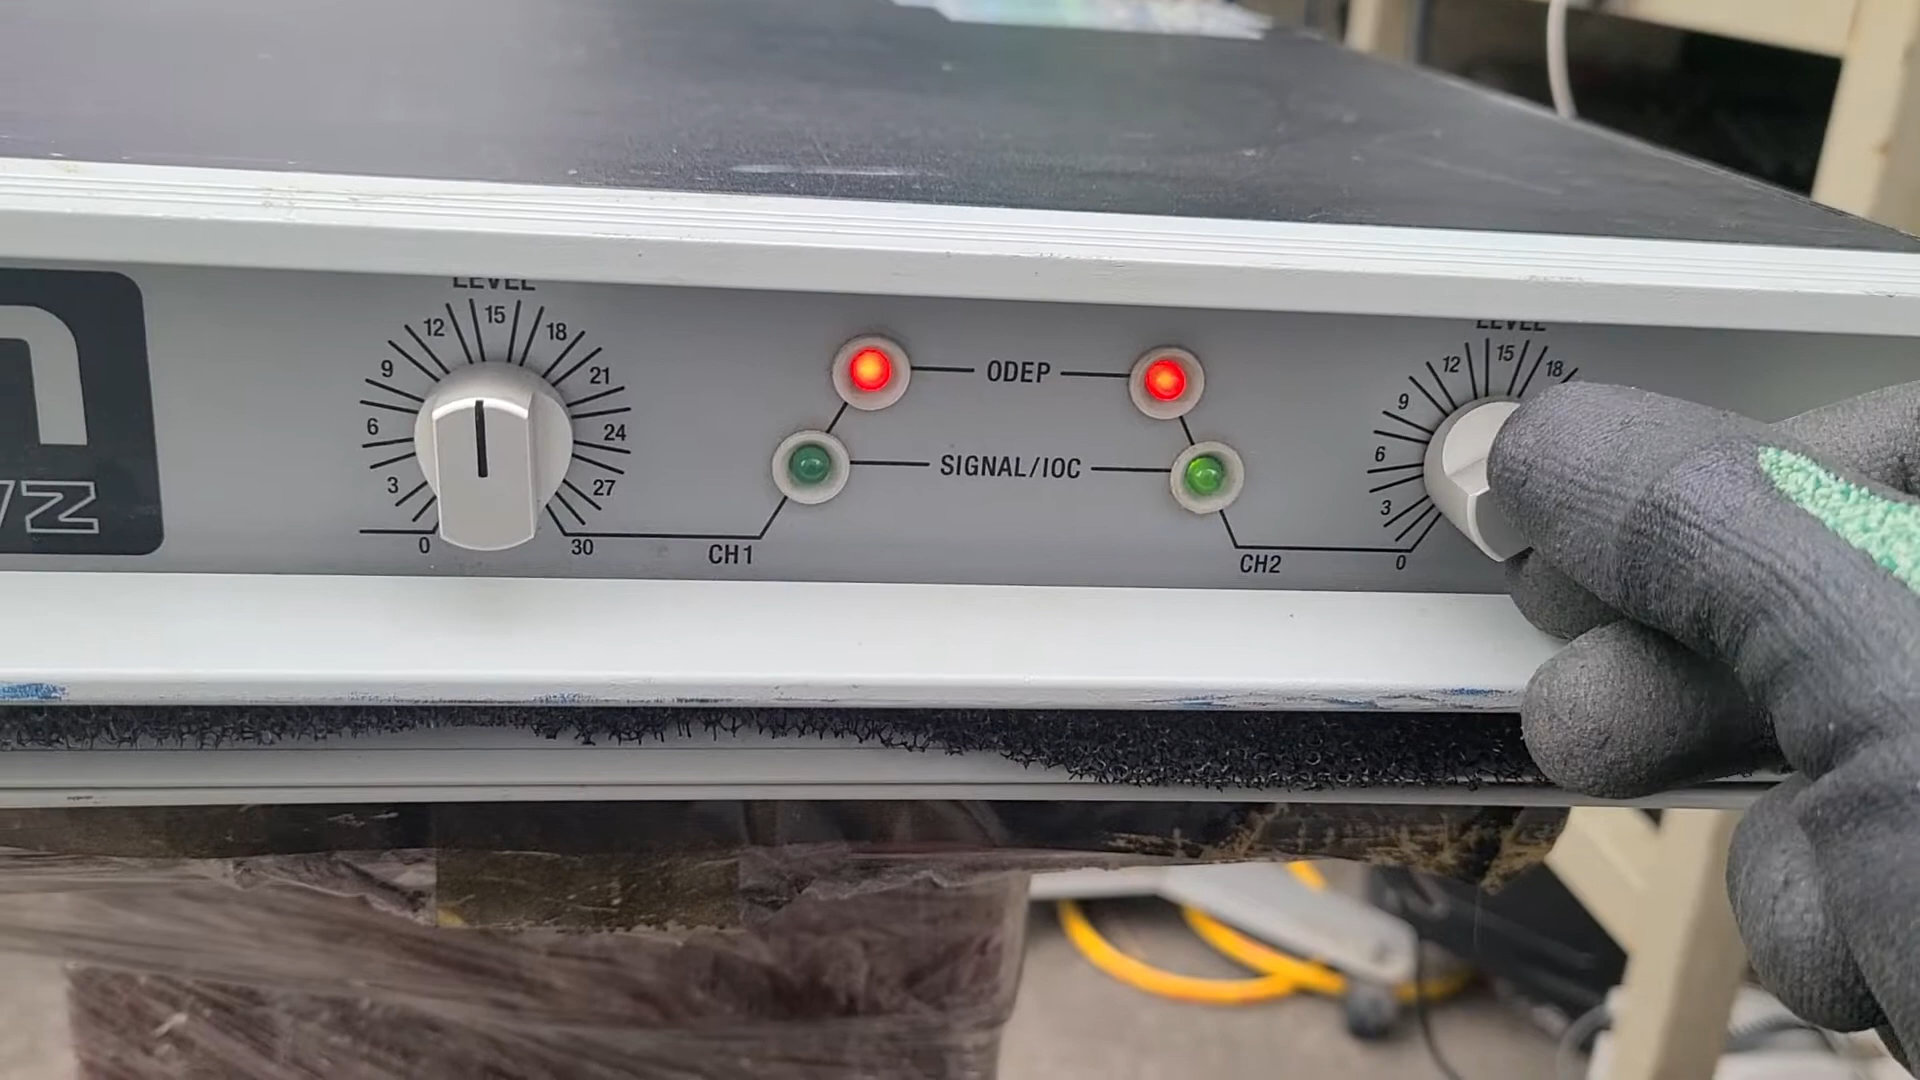 LEVEL
0 3 6 9 12 15 18 21 24 27 30
CH1
ODEP
SIGNAL/IOC
CH2
LEVEL
0 3 6 9 12 15 18